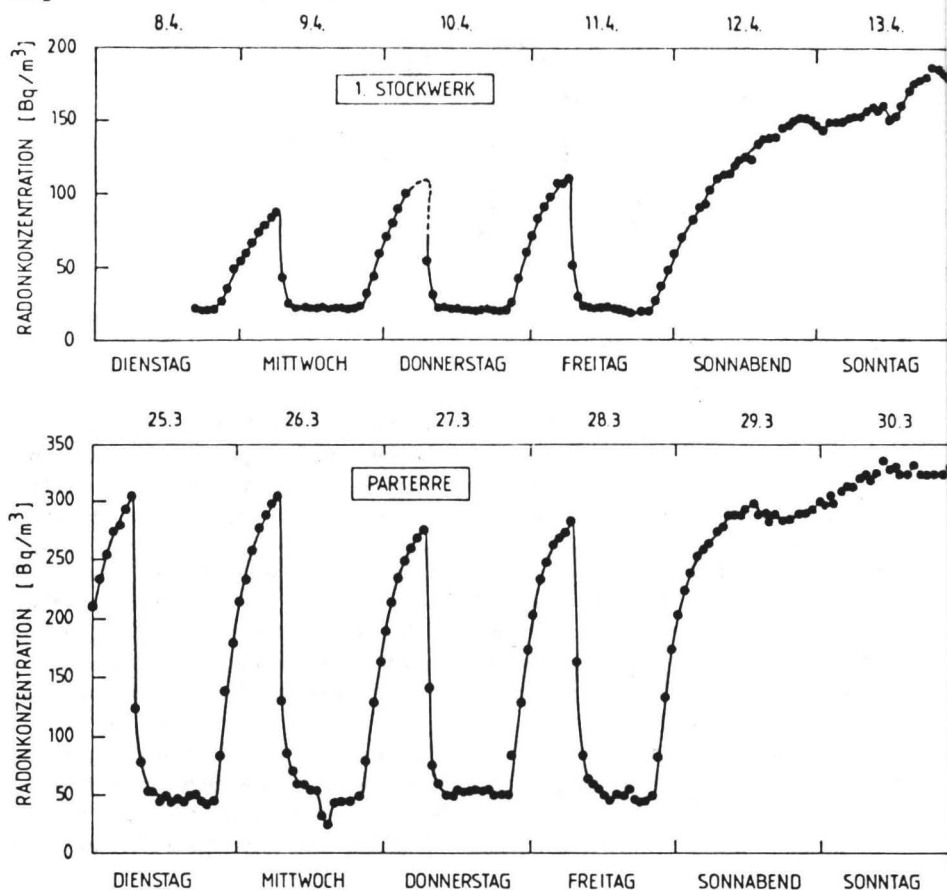 8.4. 9.4. 10.4. 11.4. 12.4. 13.4.
200
1. STOCKWERK
150
100
50
0
RADONKONZENTRATION [Bq/m³]
DIENSTAG MITTWOCH DONNERSTAG FREITAG SONNABEND SONNTAG
25.3 26.3 27.3 28.3 29.3 30.3
350
PARTERRE
300
250
200
150
100
50
0
RADONKONZENTRATION [Bq/m³]
DIENSTAG MITTWOCH DONNERSTAG FREITAG SONNABEND SONNTAG